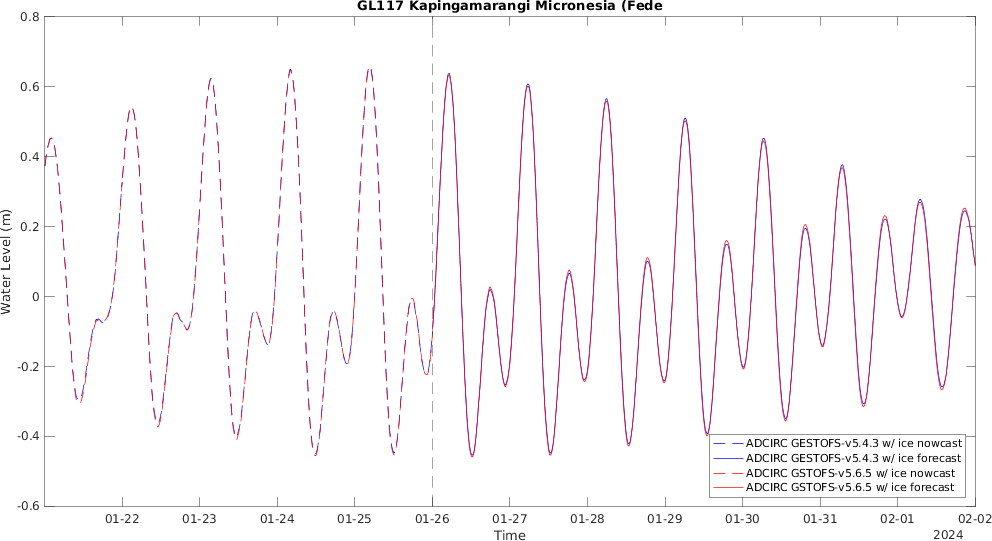 GL117 Kapingamarangi Micronesia (Fede
0.8
0.6
0.4
0.2
0
-0.2
-0.4
-0.6
Water Level (m)
01-22 01-23 01-24 01-25 01-26 01-27 01-28 01-29 01-30 01-31 02-01 02-02
Time
2024
ADCIRC GESTOFS-v5.4.3 w/ ice nowcast
ADCIRC GESTOFS-v5.4.3 w/ ice forecast
ADCIRC GSTOFS-v5.6.5 w/ ice nowcast
ADCIRC GSTOFS-v5.6.5 w/ ice forecast